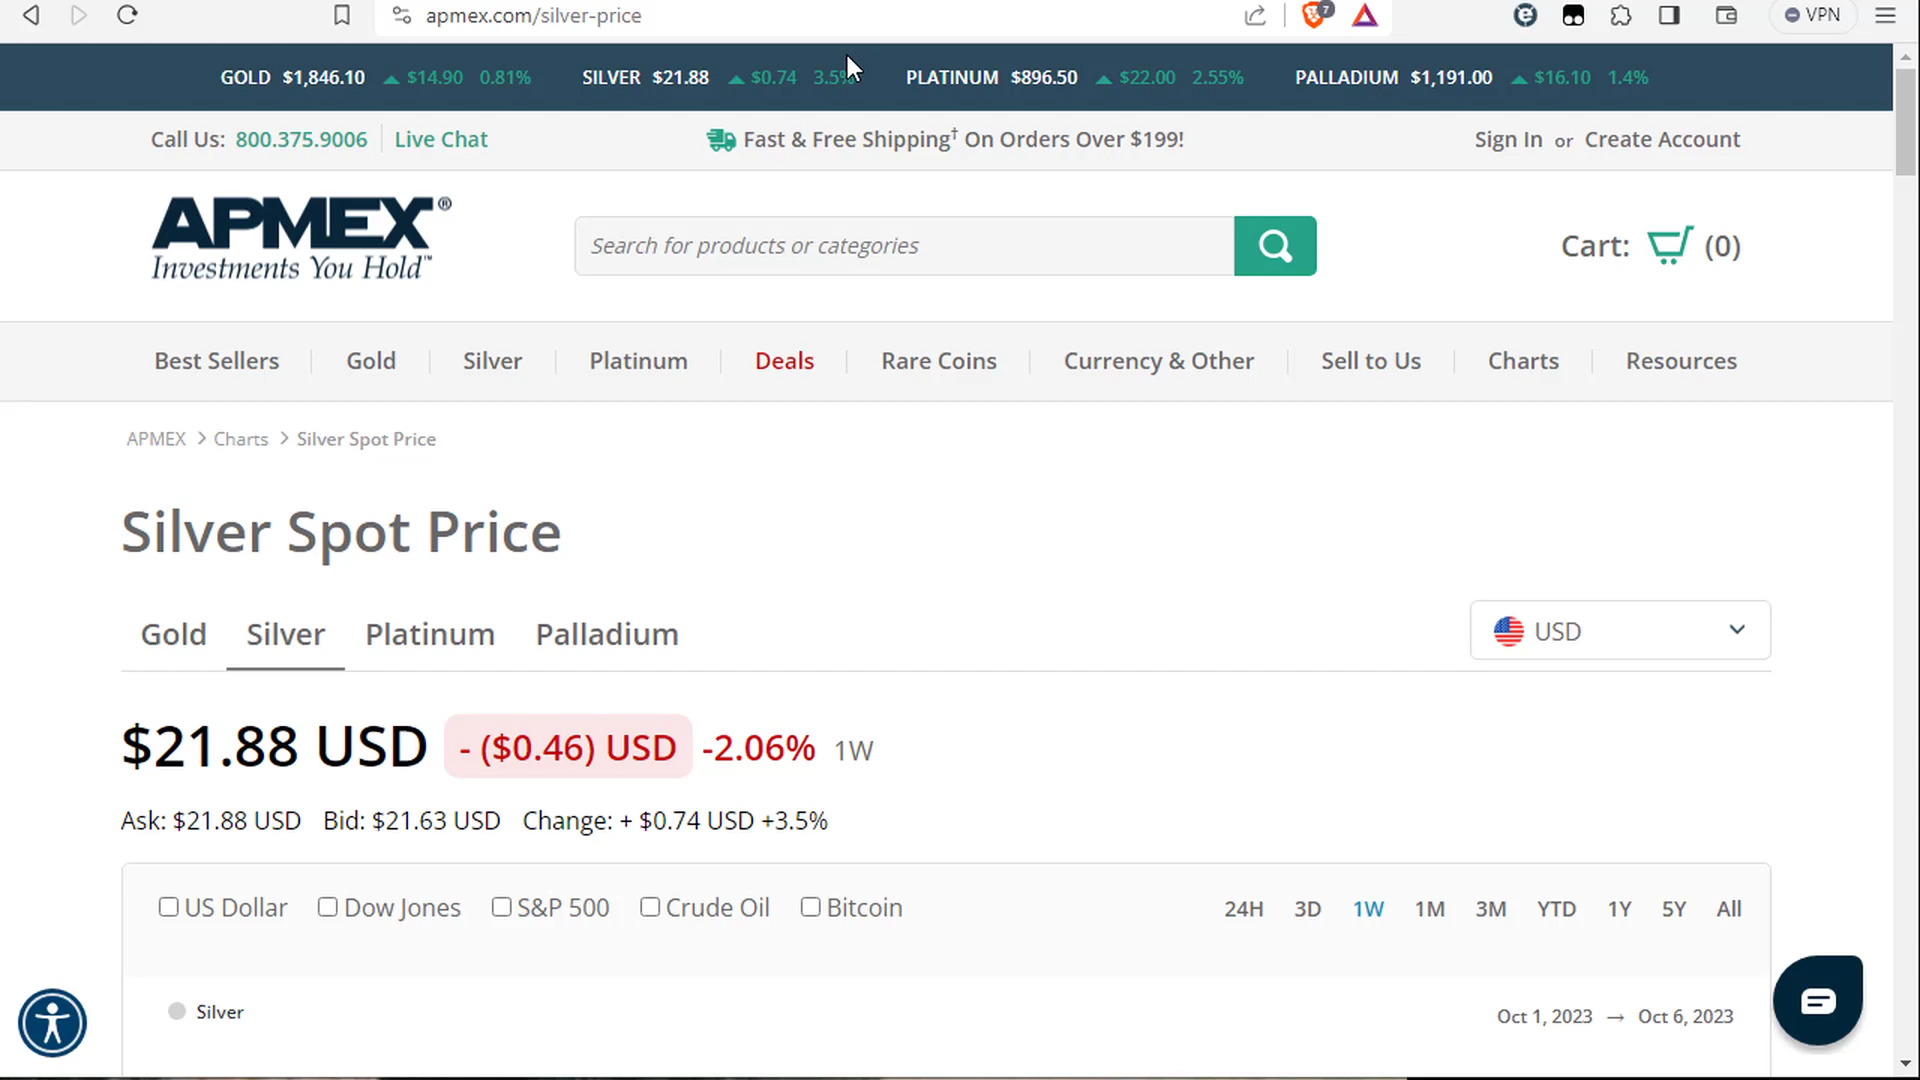 apmex.com/silver-price
7
VPN
GOLD $1,846.10 $14.90 0.81% SILVER $21.88 $0.74 3.5% PLATINUM $896.50 $22.00 2.55% PALLADIUM $1,191.00 $16.10 1.4%
Call Us: 800.375.9006 Live Chat Fast & Free Shipping† On Orders Over $199! Sign In or Create Account
APMEX®
Investments You Hold™
Search for products or categories
Cart: (0)
Best Sellers Gold Silver Platinum Deals Rare Coins Currency & Other Sell to Us Charts Resources
APMEX > Charts > Silver Spot Price
Silver Spot Price
Gold Silver Platinum Palladium
USD
$21.88 USD - ($0.46) USD -2.06% 1W
Ask: $21.88 USD Bid: $21.63 USD Change: + $0.74 USD +3.5%
US Dollar Dow Jones S&P 500 Crude Oil Bitcoin 24H 3D 1W 1M 3M YTD 1Y 5Y All
Silver
Oct 1, 2023 → Oct 6, 2023